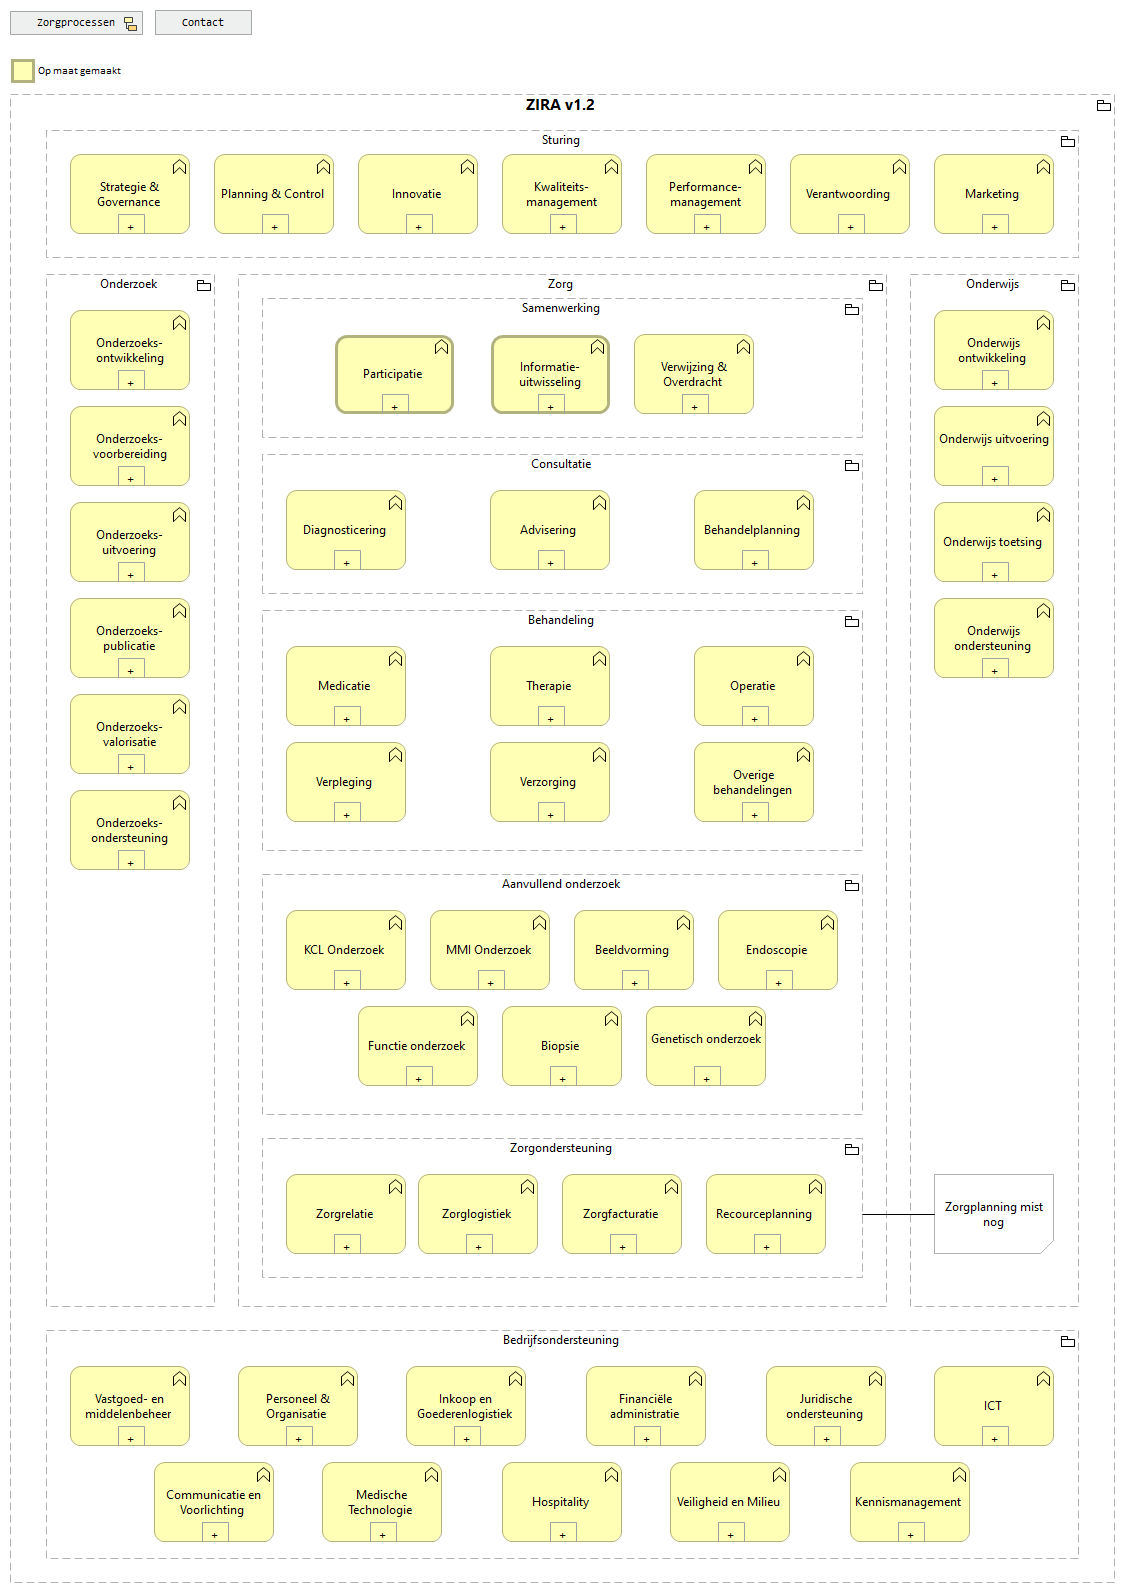 Zorgprocessen
Contact
Op maat gemaakt
ZIRA v1.2
Sturing
Strategie &
Governance
Planning & Control
Innovatie
Kwaliteits-
management
Performance-
management
Verantwoording
Marketing
Onderzoek
Onderzoeks-
ontwikkeling
Onderzoeks-
voorbereiding
Onderzoeks-
uitvoering
Onderzoeks-
publicatie
Onderzoeks-
valorisatie
Onderzoeks-
ondersteuning
Zorg
Samenwerking
Participatie
Informatie-
uitwisseling
Verwijzing &
Overdracht
Consultatie
Diagnosticering
Advisering
Behandelplanning
Behandeling
Medicatie
Therapie
Operatie
Verpleging
Verzorging
Overige
behandelingen
Aanvullend onderzoek
KCL Onderzoek
MMI Onderzoek
Beeldvorming
Endoscopie
Functie onderzoek
Biopsie
Genetisch onderzoek
Zorgondersteuning
Zorgrelatie
Zorglogistiek
Zorgfacturatie
Recourceplanning
Onderwijs
Onderwijs
ontwikkeling
Onderwijs uitvoering
Onderwijs toetsing
Onderwijs
ondersteuning
Zorgplanning mist
nog
Bedrijfsondersteuning
Vastgoed- en
middelenbeheer
Personeel &
Organisatie
Inkoop en
Goederenlogistiek
Financiële
administratie
Juridische
ondersteuning
ICT
Communicatie en
Voorlichting
Medische
Technologie
Hospitality
Veiligheid en Milieu
Kennismanagement